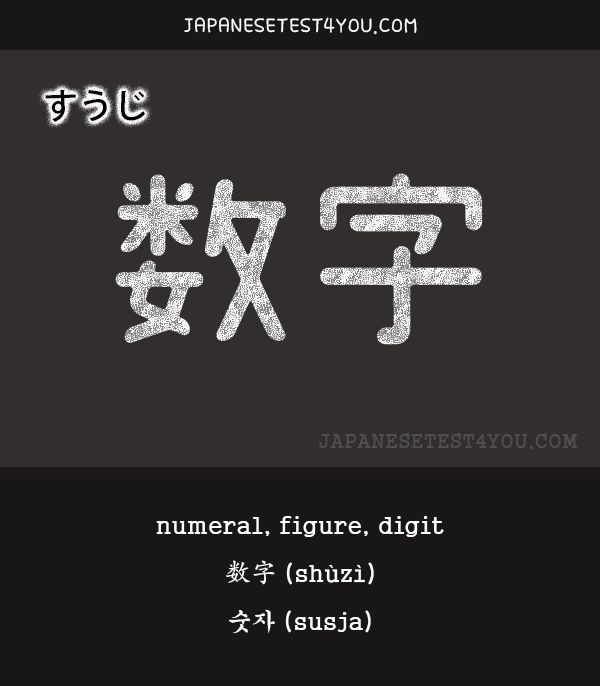 JAPANESETEST4YOU.COM
すうじ
数字
JAPANESETEST4YOU.COM
numeral, figure, digit
数字 (shùzì)
숫자 (susja)